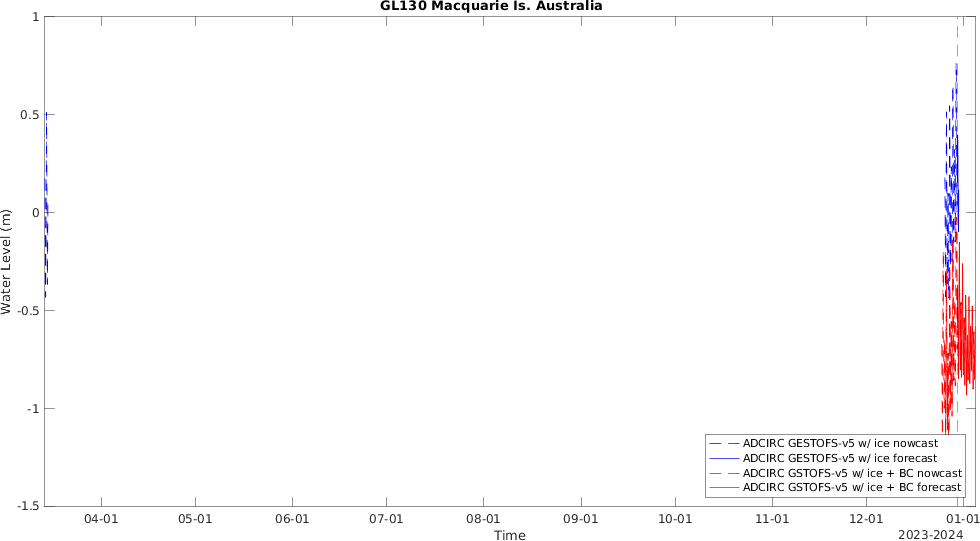 GL130 Macquarie Is. Australia
1
0.5
0
-0.5
-1
-1.5
Water Level (m)
ADCIRC GESTOFS-v5 w/ ice nowcast
ADCIRC GESTOFS-v5 w/ ice forecast
ADCIRC GSTOFS-v5 w/ ice + BC nowcast
ADCIRC GSTOFS-v5 w/ ice + BC forecast
04-01 05-01 06-01 07-01 08-01 09-01 10-01 11-01 12-01 01-01
Time
2023-2024